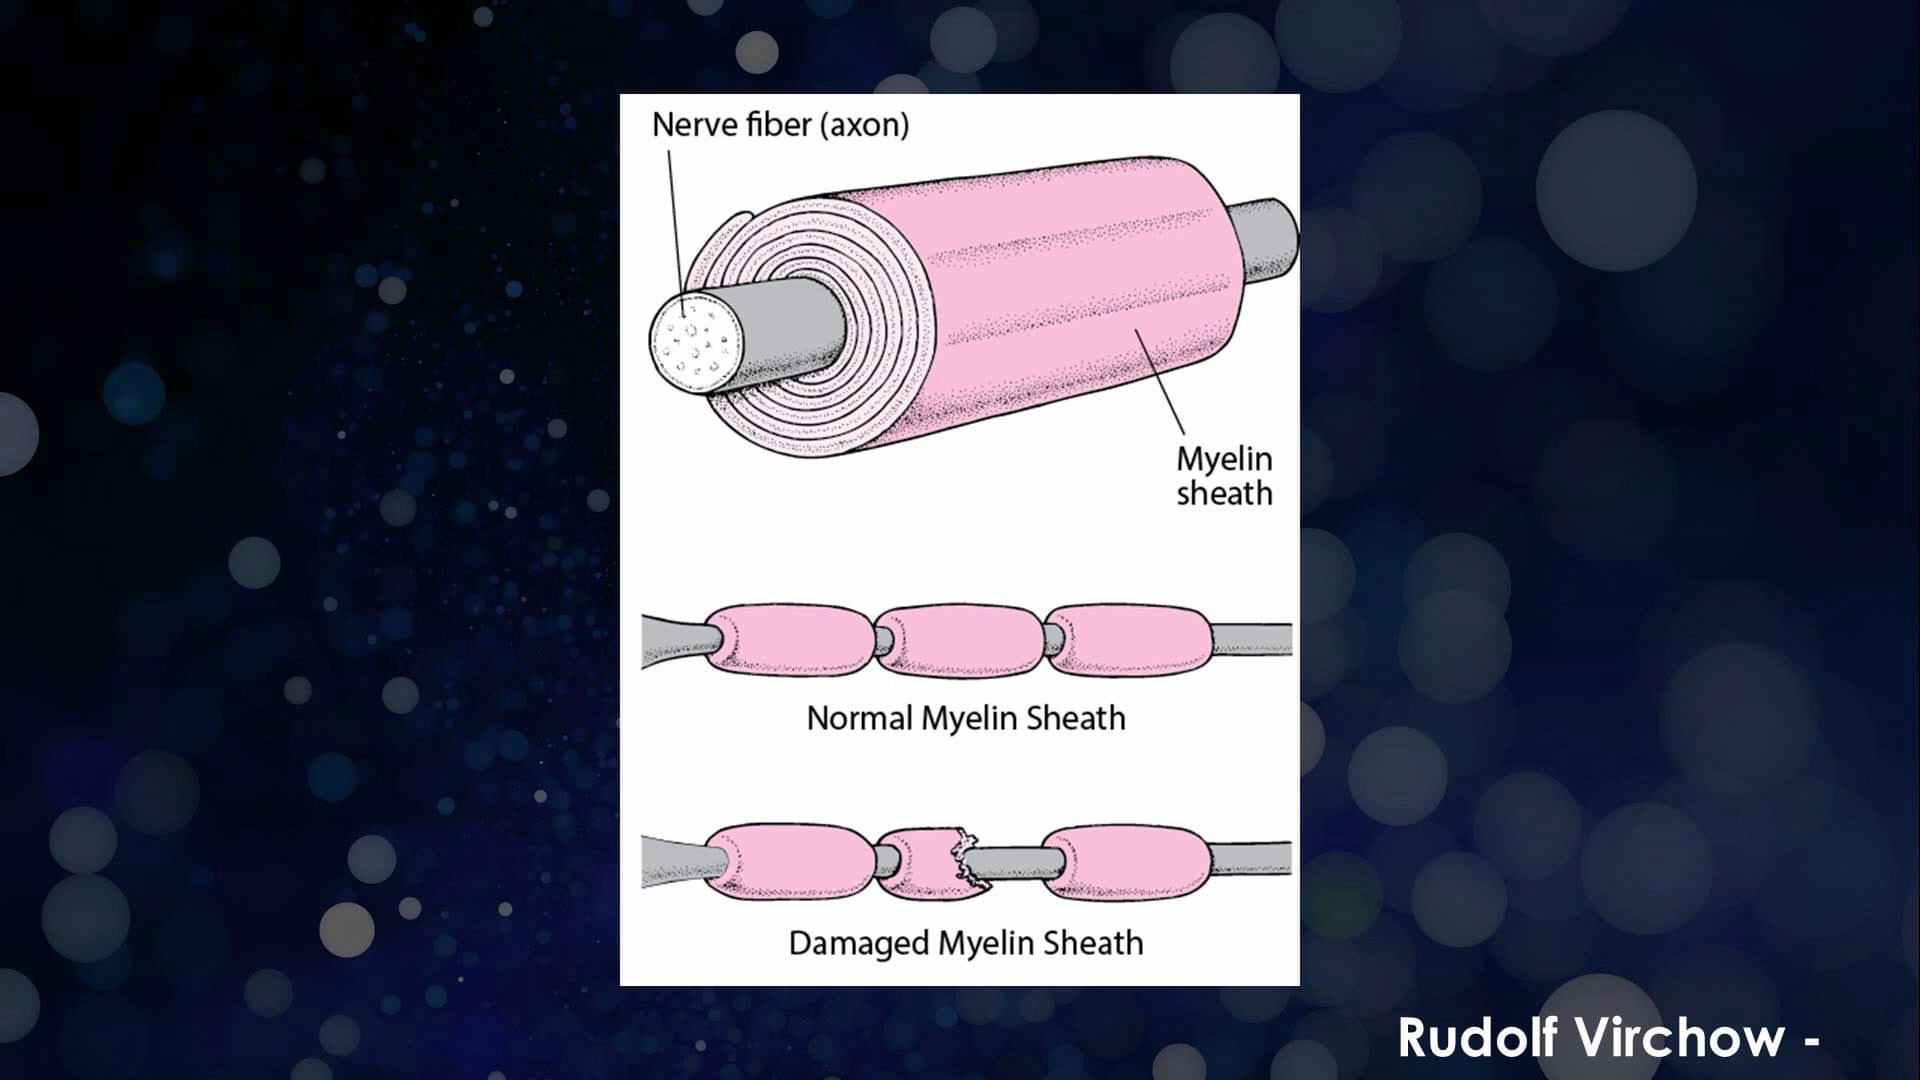 Nerve fiber (axon)
Myelin
sheath
Normal Myelin Sheath
Damaged Myelin Sheath
Rudolf Virchow -